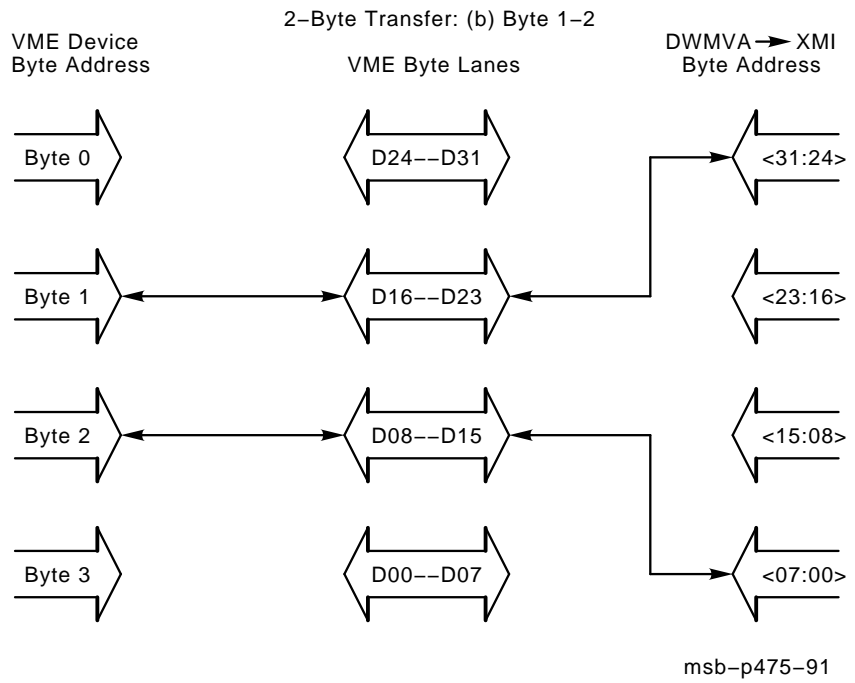 2–Byte Transfer: (b) Byte 1–2
VME Device
Byte Address
VME Byte Lanes
DWMVA XMI
Byte Address
Byte 0
D24––D31
<31:24>
Byte 1
D16––D23
<23:16>
Byte 2
D08––D15
<15:08>
Byte 3
D00––D07
<07:00>
msb–p475–91